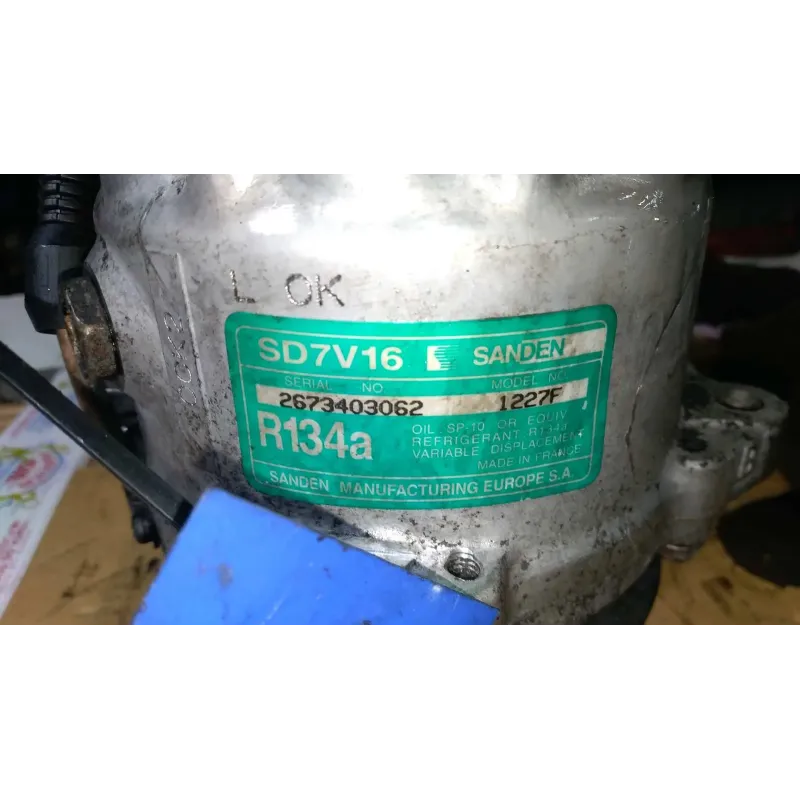 L OK
SD7V16 SANDEN
SERIAL NO MODEL NO.
2673403062 1227F
R134a
OIL. SP-10 OR EQUIV
REFRIGERANT R134a
VARIABLE DISPLACEMENT
MADE IN FRANCE
SANDEN MANUFACTURING EUROPE S.A.